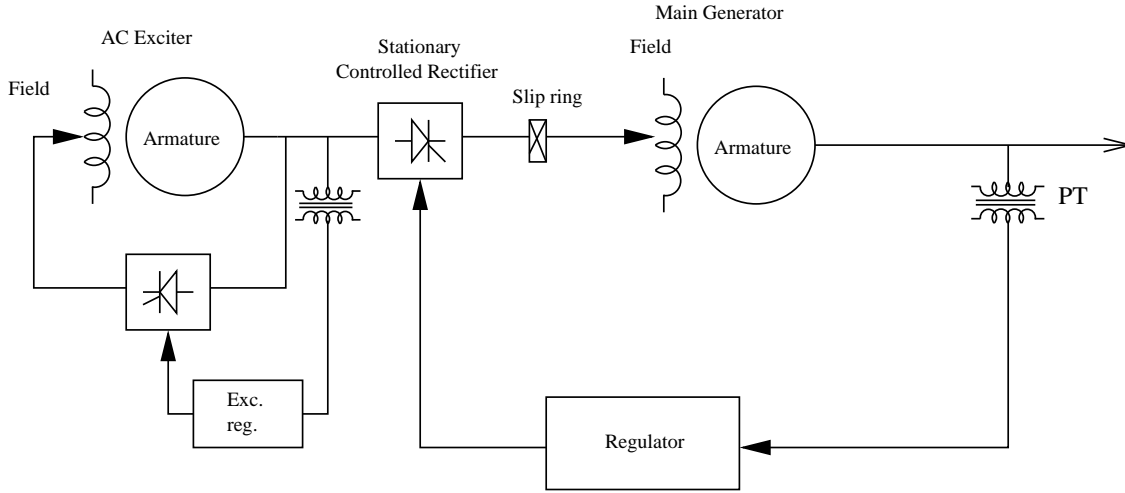 Main Generator
AC Exciter
Stationary
Controlled Rectifier
Field
Field
Slip ring
Armature
Armature
PT
Exc.
reg.
Regulator